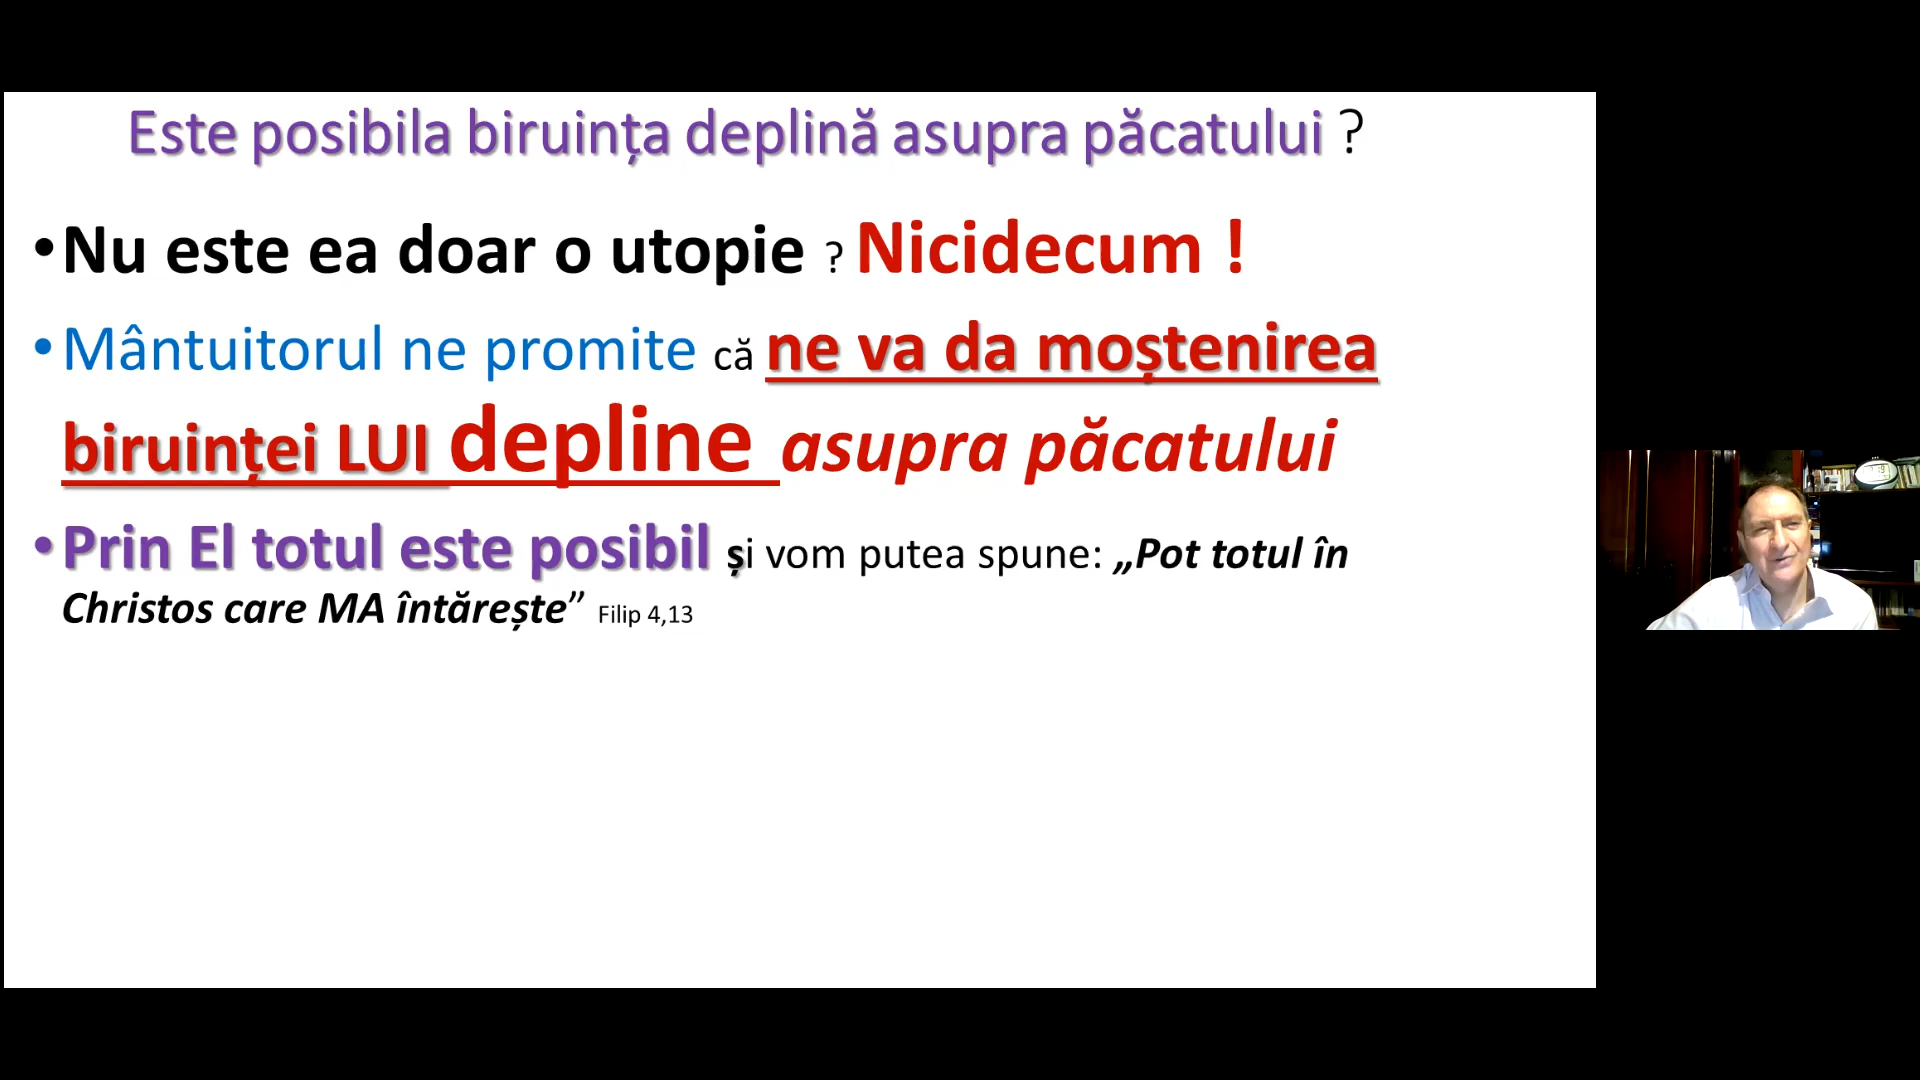 Este posibila biruința deplină asupra păcatului ?
•Nu este ea doar o utopie ? Nicidecum !
•Mântuitorul ne promite că ne va da moștenirea
biruinței LUI depline asupra păcatului
•Prin El totul este posibil și vom putea spune: „Pot totul în
Christos care MA întărește” Filip 4,13